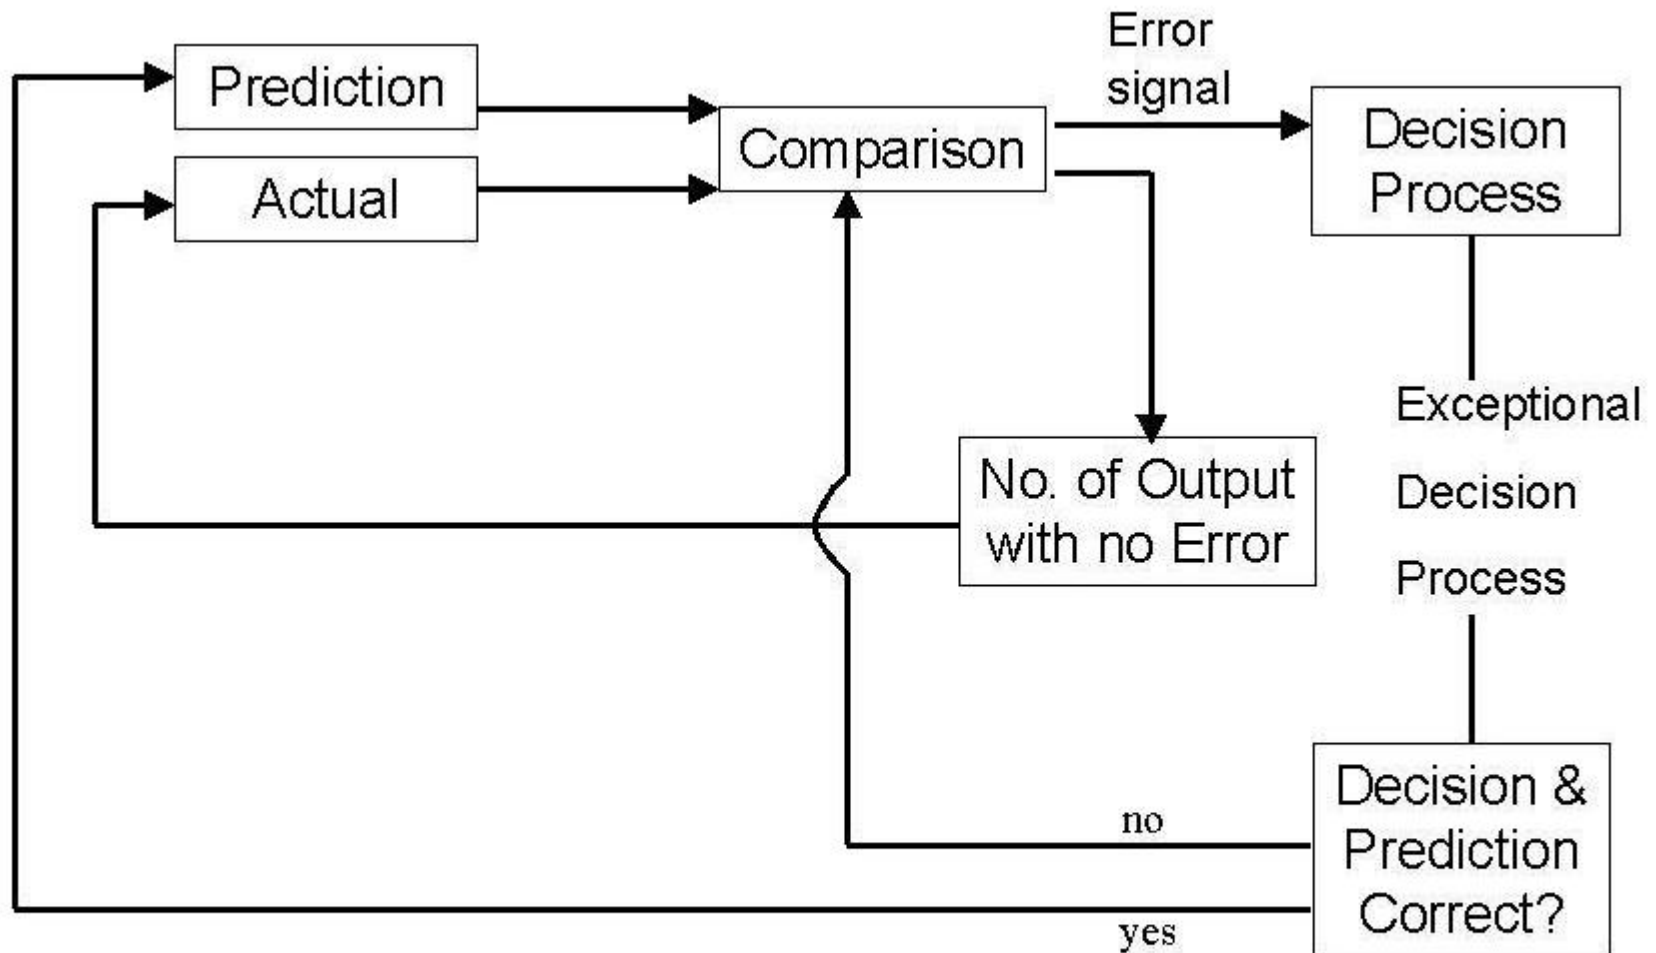 Prediction
Actual
Comparison
Error
signal
Decision
Process
No. of Output
with no Error
Exceptional
Decision
Process
Decision &
Prediction
Correct?
no
yes